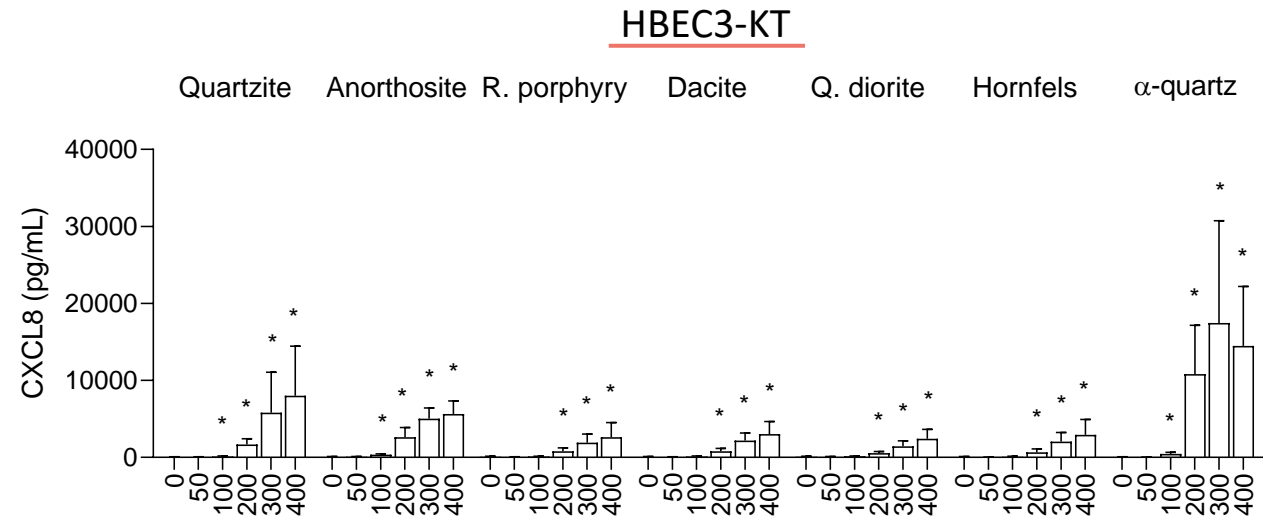 HBEC3-KT
Quartzite Anorthosite R. porphyry Dacite Q. diorite Hornfels α-quartz
CXCL8 (pg/mL)
40000
30000
20000
10000
0
* * * * * * * * * * * * * * * * * * * * * * * *
0 50 100 200 300 400 0 50 100 200 300 400 0 50 100 200 300 400 0 50 100 200 300 400 0 50 100 200 300 400 0 50 100 200 300 400 0 50 100 200 300 400